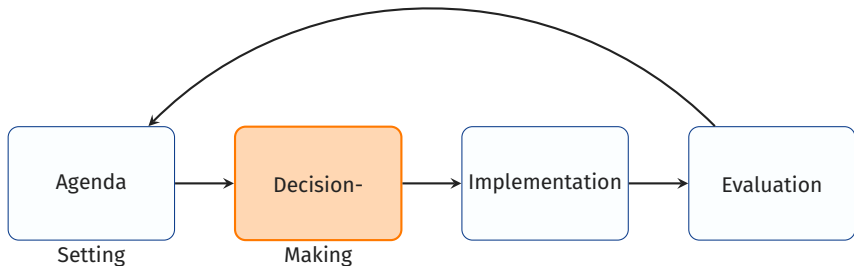 Agenda
Setting
Decision-
Making
Implementation
Evaluation